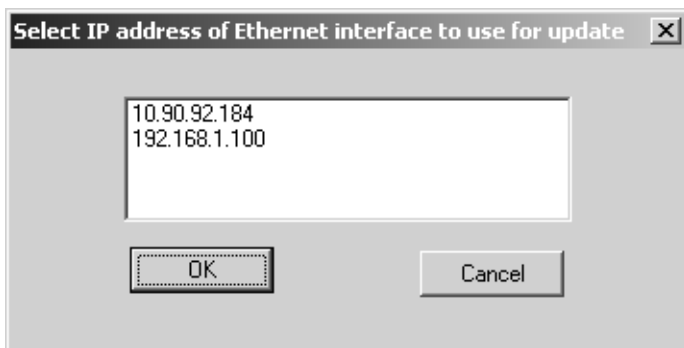 Select IP address of Ethernet interface to use for update
10.90.92.184
192.168.1.100
OK
Cancel